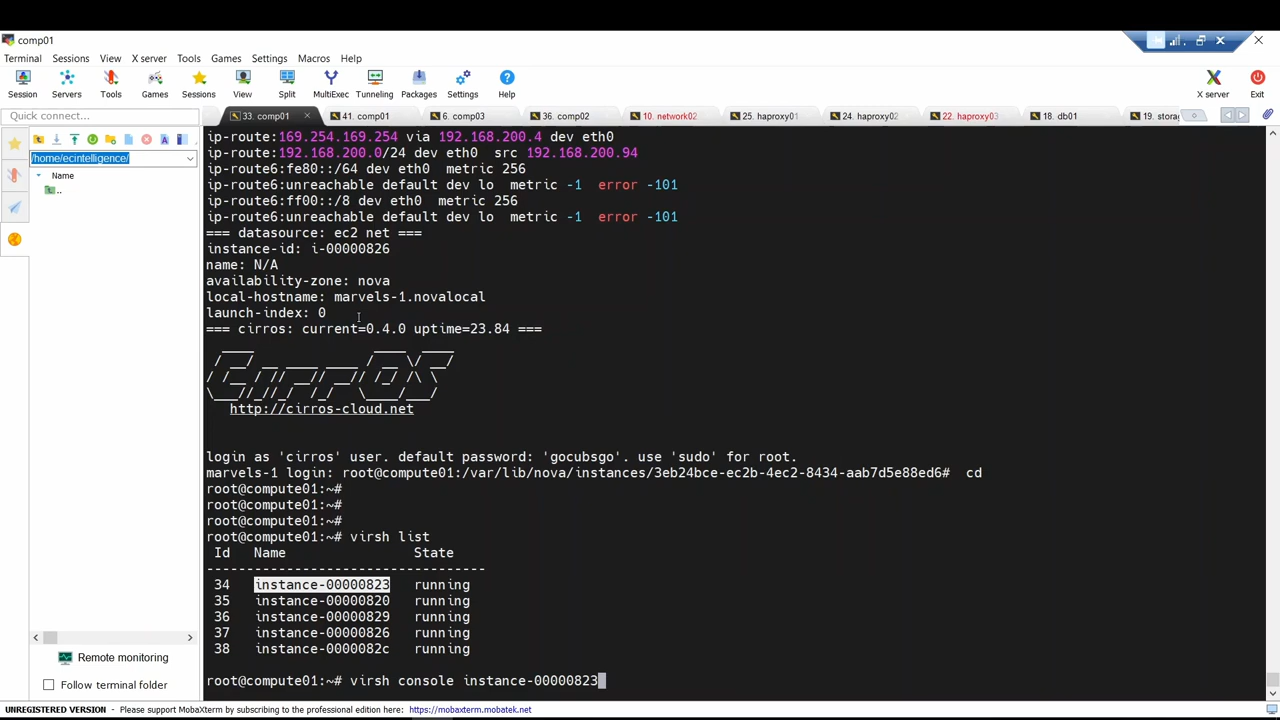 comp01
Terminal Sessions View X server Tools Games Settings Macros Help
Session Servers Tools Games Sessions View Split MultiExec Tunneling Packages Settings Help X server Exit
Quick connect...
33. comp01 41. comp01 6. comp03 36. comp02 10. network02 25. haproxy01 24. haproxy02 22. haproxy03 18. db01 19. storag
/home/ecintelligence/
Name
..
ip-route:169.254.169.254 via 192.168.200.4 dev eth0
ip-route:192.168.200.0/24 dev eth0  src 192.168.200.94
ip-route6:fe80::/64 dev eth0  metric 256
ip-route6:unreachable default dev lo  metric -1  error -101
ip-route6:ff00::/8 dev eth0  metric 256
ip-route6:unreachable default dev lo  metric -1  error -101
=== datasource: ec2 net ===
instance-id: i-00000826
name: N/A
availability-zone: nova
local-hostname: marvels-1.novalocal
launch-index: 0
=== cirros: current=0.4.0 uptime=23.84 ===
http://cirros-cloud.net
login as 'cirros' user. default password: 'gocubsgo'. use 'sudo' for root.
marvels-1 login: root@compute01:/var/lib/nova/instances/3eb24bce-ec2b-4ec2-8434-aab7d5e88ed6#  cd
root@compute01:~#
root@compute01:~#
root@compute01:~#
root@compute01:~# virsh list
Id Name State
----------------------------------
34 instance-00000823 running
35 instance-00000820 running
36 instance-00000829 running
37 instance-00000826 running
38 instance-0000082c running
root@compute01:~# virsh console instance-00000823
Remote monitoring
Follow terminal folder
UNREGISTERED VERSION - Please support MobaXterm by subscribing to the professional edition here: https://mobaxterm.mobatek.net